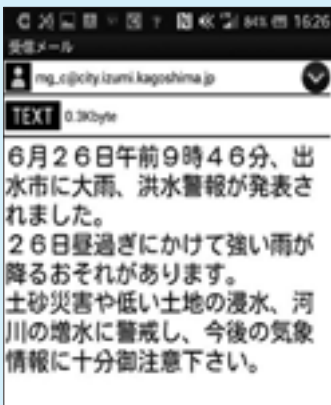 84% 16:26
受信メール
mg_c@city.izumi.kagoshima.jp
TEXT 0.3Kbyte
6月26日午前9時46分、出
水市に大雨、洪水警報が発表さ
れました。
26日昼過ぎにかけて強い雨が
降るおそれがあります。
土砂災害や低い土地の浸水、河
川の増水に警戒し、今後の気象
情報に十分御注意下さい。